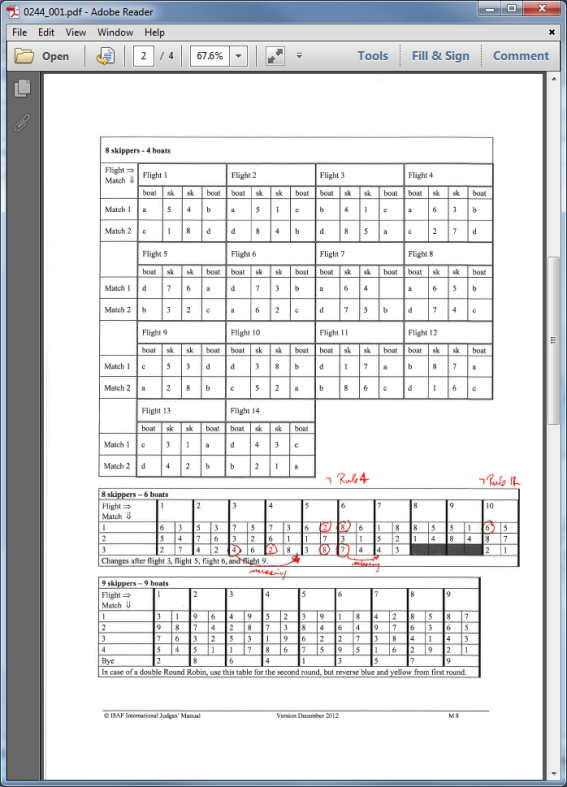 0244_001.pdf - Adobe Reader
File Edit View Window Help
Open 2 / 4 67.6% Tools Fill & Sign Comment
8 skippers - 4 boats
Flight ⇒ Flight 1 Flight 2 Flight 3 Flight 4
Match ⇓
boat sk sk boat boat sk sk boat boat sk sk boat boat sk sk boat
Match 1 a 5 4 b a 5 1 c b 4 1 c a 6 3 b
Match 2 c 1 8 d d 8 4 b d 8 5 a c 2 7 d
Flight 5 Flight 6 Flight 7 Flight 8
boat sk sk boat boat sk sk boat boat sk sk boat boat sk sk boat
Match 1 d 7 6 a d 7 3 b a 6 4 a 6 5 b
Match 2 b 3 2 c a 6 2 c d 7 5 b d 7 4 c
Flight 9 Flight 10 Flight 11 Flight 12
boat sk sk boat boat sk sk boat boat sk sk boat boat sk sk boat
Match 1 c 5 3 d d 3 8 b d 1 7 a b 8 7 a
Match 2 a 2 8 b c 5 2 a b 8 6 c d 1 6 c
Flight 13 Flight 14
boat sk sk boat boat sk sk boat
Match 1 c 3 1 a d 4 3 c
Match 2 d 4 2 b b 2 1 a
Rule 4 Rule
8 skippers – 6 boats
Flight ⇒ 1 2 3 4 5 6 7 8 9 10
Match ⇓
1 6 3 5 3 7 5 7 3 6 2 8 6 1 8 8 5 5 1 6 5
2 5 4 7 6 3 2 6 1 1 7 3 1 5 2 1 4 8 4 8 7
3 2 7 4 2 4 6 2 8 3 8 7 4 4 3 2 1
Changes after flight 3, flight 5, flight 6, and flight 9.
missing missing
9 skippers – 9 boats
Flight ⇒ 1 2 3 4 5 6 7 8 9
Match ⇓
1 3 1 9 6 4 9 5 2 3 9 1 8 4 2 8 5 8 7
2 9 8 7 4 2 8 7 3 8 4 4 6 9 7 6 3 6 5
3 7 6 3 2 5 3 1 9 6 2 2 7 3 8 4 1 4 3
4 5 4 5 1 1 7 8 6 7 5 9 5 1 6 2 9 2 1
Bye 2 8 6 4 1 3 5 7 9
In case of a double Round Robin, use this table for the second round, but reverse blue and yellow from first round.
© ISAF International Judges' Manual Version December 2012 M 8